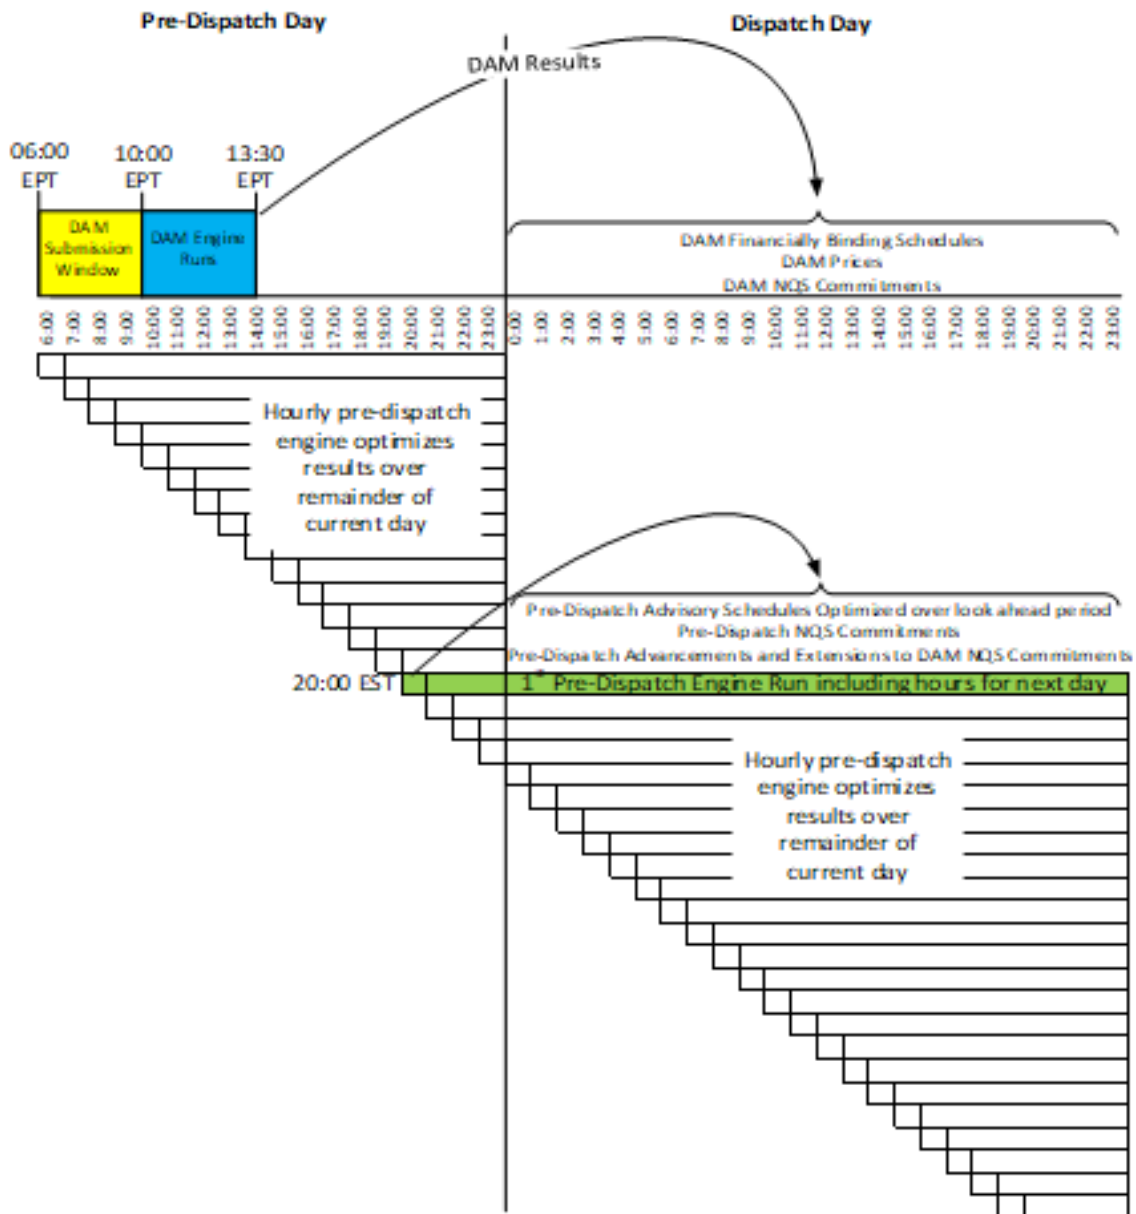 Pre-Dispatch Day
Dispatch Day
DAM Results
06:00
EPT
10:00
EPT
13:30
EPT
DAM
Submission
Window
DAM Engine
Runs
DAM Financially Binding Schedules
DAM Prices
DAM NQS Commitments
6:00
7:00
8:00
9:00
10:00
11:00
12:00
13:00
14:00
16:00
17:00
18:00
19:00
20:00
21:00
22:00
23:00
0:00
1:00
2:00
3:00
4:00
5:00
6:00
7:00
8:00
9:00
10:00
11:00
12:00
13:00
14:00
15:00
16:00
17:00
18:00
19:00
20:00
21:00
22:00
23:00
Hourly pre-dispatch
engine optimizes
results over
remainder of
current day
Pre-Dispatch Advisory Schedules Optimized over look ahead period
Pre-Dispatch NQS Commitments
Pre-Dispatch Advancements and Extensions to DAM NQS Commitments
20:00 EST
1st Pre-Dispatch Engine Run including hours for next day
Hourly pre-dispatch
engine optimizes
results over
remainder of
current day